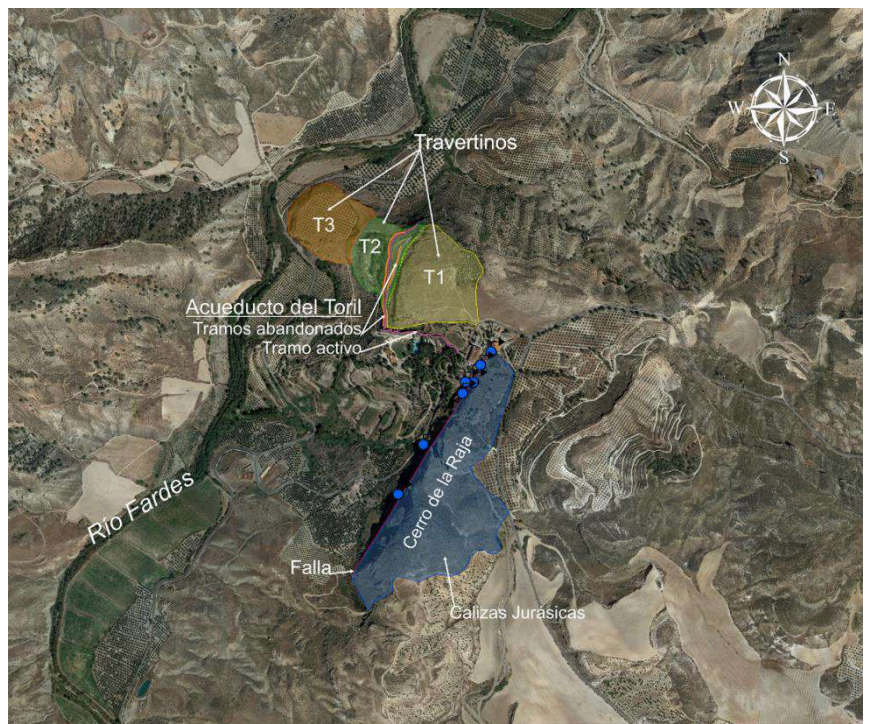 N
W E
S
Travertinos
T3
T2
T1
Acueducto del Toril
Tramos abandonados
Tramo activo
Cerro de la Raja
Río Fardes
Falla
Calizas Jurásicas